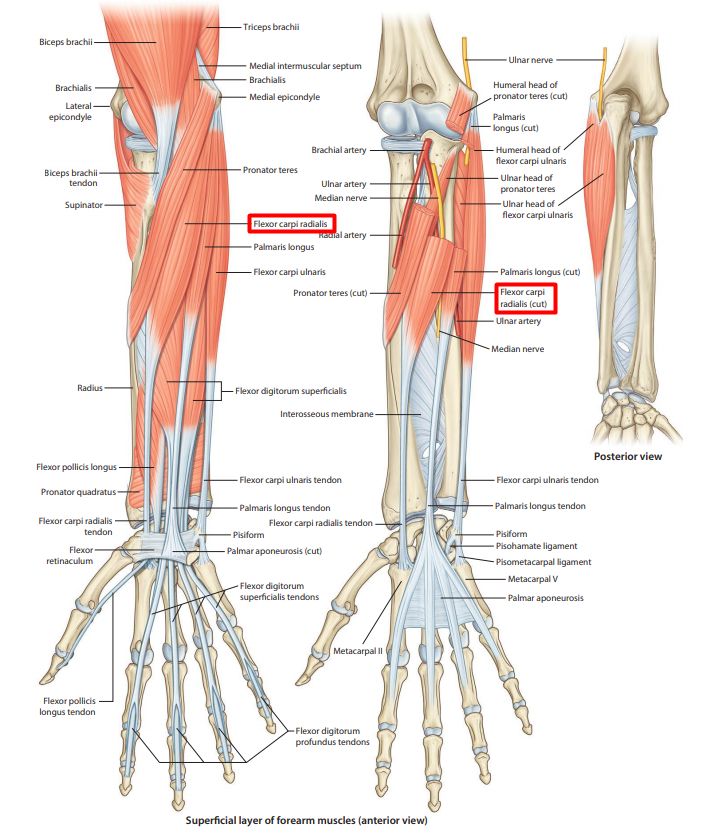 Triceps brachii
Biceps brachii
Medial intermuscular septum
Brachialis
Brachialis
Medial epicondyle
Lateral
epicondyle
Pronator teres
Biceps brachii
tendon
Supinator
Flexor carpi radialis
Palmaris longus
Flexor carpi ulnaris
Radius
Flexor digitorum superficialis
Flexor pollicis longus
Flexor carpi ulnaris tendon
Pronator quadratus
Palmaris longus tendon
Flexor carpi radialis
tendon
Pisiform
Flexor
retinaculum
Palmar aponeurosis (cut)
Flexor digitorum
superficialis tendons
Flexor pollicis
longus tendon
Flexor digitorum
profundus tendons
Ulnar nerve
Humeral head of
pronator teres (cut)
Palmaris
longus (cut)
Brachial artery
Humeral head of
flexor carpi ulnaris
Ulnar artery
Ulnar head of
pronator teres
Median nerve
Ulnar head of
flexor carpi ulnaris
Radial artery
Palmaris longus (cut)
Pronator teres (cut)
Flexor carpi
radialis (cut)
Ulnar artery
Median nerve
Interosseous membrane
Posterior view
Flexor carpi ulnaris tendon
Palmaris longus tendon
Flexor carpi radialis tendon
Pisiform
Pisohamate ligament
Pisometacarpal ligament
Metacarpal V
Palmar aponeurosis
Metacarpal II
Superficial layer of forearm muscles (anterior view)